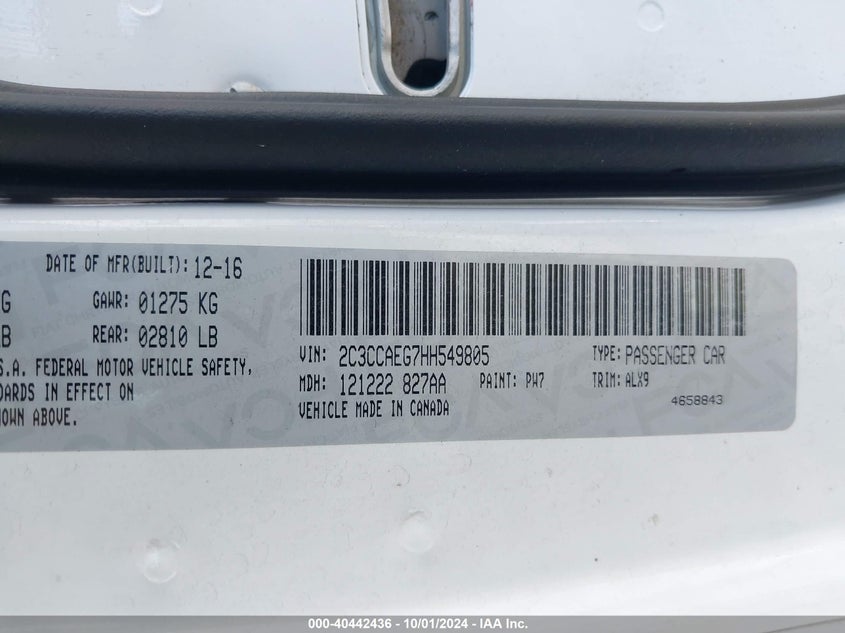 DATE OF MFR(BUILT): 12-16
G GAWR: 01275 KG
LB REAR: 02810 LB
S.A. FEDERAL MOTOR VEHICLE SAFETY,
DARDS IN EFFECT ON
OWN ABOVE.
VIN: 2C3CCAEG7HH549805 TYPE: PASSENGER CAR
MDH: 121222 827AA PAINT: PW7 TRIM: ALX9
VEHICLE MADE IN CANADA 4658843
000-40442436 - 10/01/2024 - IAA Inc.